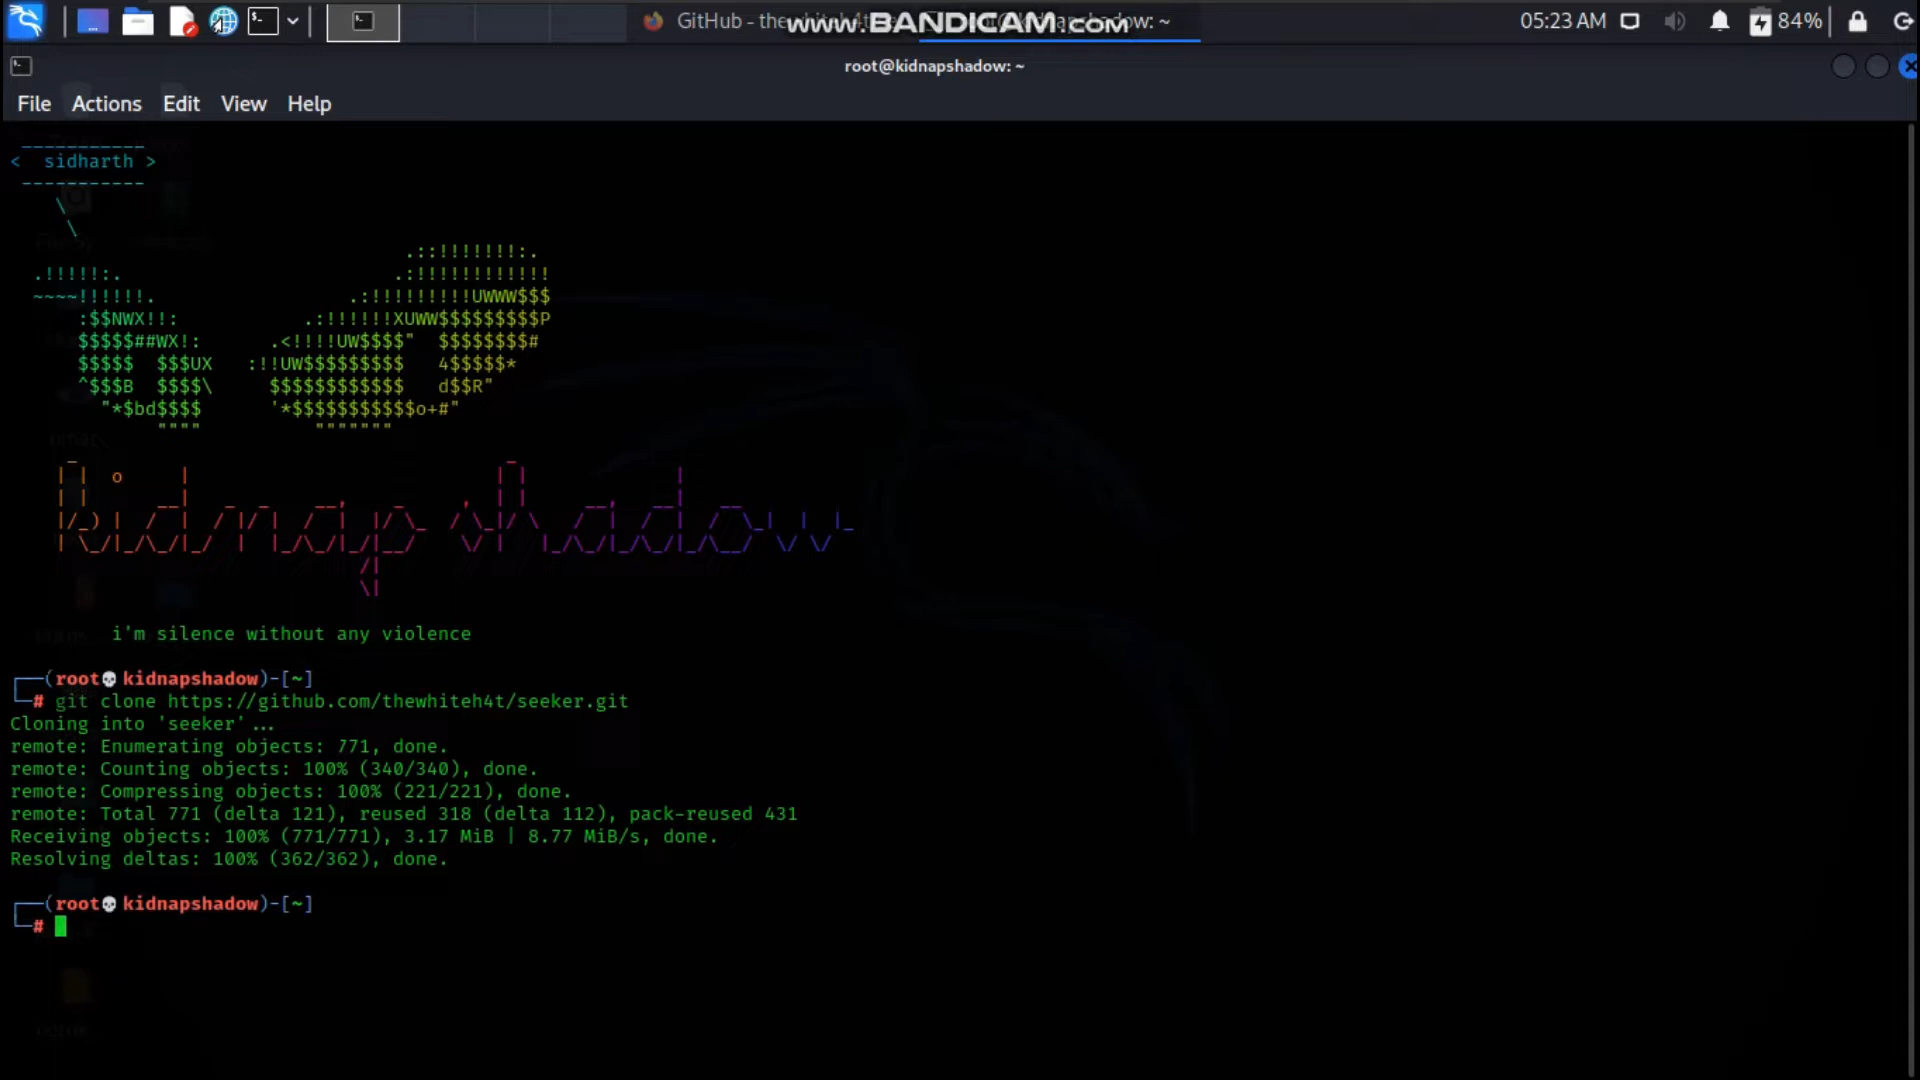 GitHub - the
www.BANDICAM.com
: ~
05:23 AM
84%
root@kidnapshadow: ~
File Actions Edit View Help
< sidharth >
kidnap shadow
i'm silence without any violence
(root💀kidnapshadow)-[~]
# git clone https://github.com/thewhiteh4t/seeker.git
Cloning into 'seeker'...
remote: Enumerating objects: 771, done.
remote: Counting objects: 100% (340/340), done.
remote: Compressing objects: 100% (221/221), done.
remote: Total 771 (delta 121), reused 318 (delta 112), pack-reused 431
Receiving objects: 100% (771/771), 3.17 MiB | 8.77 MiB/s, done.
Resolving deltas: 100% (362/362), done.
(root💀kidnapshadow)-[~]
#